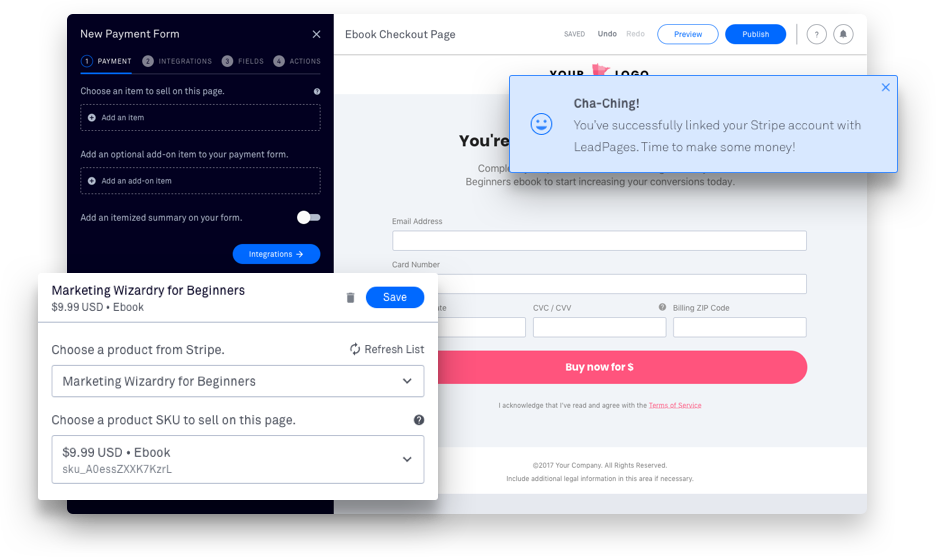 New Payment Form
1 PAYMENT 2 INTEGRATIONS 3 FIELDS 4 ACTIONS
Choose an item to sell on this page.
Add an item
Add an optional add-on item to your payment form.
Add an add-on item
Add an itemized summary on your form.
Integrations →
Ebook Checkout Page
SAVED Undo Redo Preview Publish ?
YOUR LOGO
Cha-Ching!
You've successfully linked your Stripe account with
LeadPages. Time to make some money!
You're
Beginners ebook to start increasing your conversions today.
Email Address
Card Number
CVC / CVV
Billing ZIP Code
Buy now for $
I acknowledge that I've read and agree with the Terms of Service
©2017 Your Company. All Rights Reserved.
Include additional legal information in this area if necessary.
Marketing Wizardry for Beginners
$9.99 USD • Ebook
Save
Choose a product from Stripe.
Refresh List
Marketing Wizardry for Beginners
Choose a product SKU to sell on this page.
$9.99 USD • Ebook
sku_A0essZXXK7KzrL